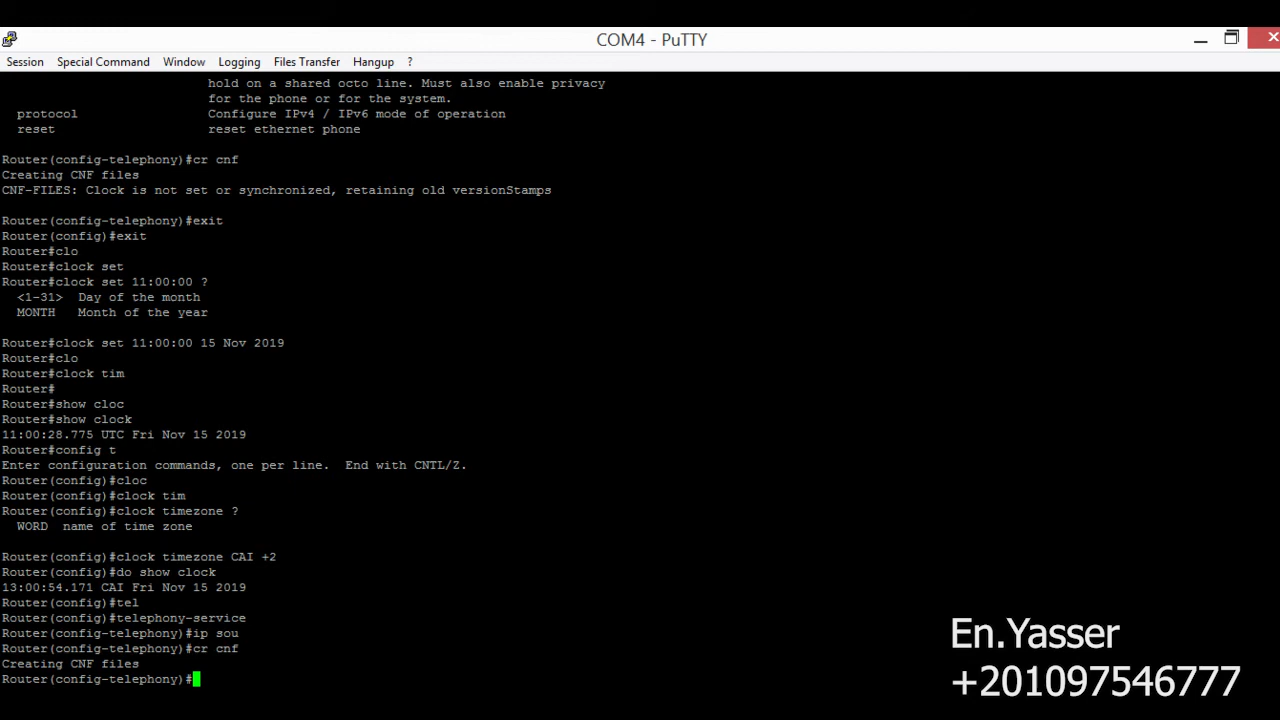 COM4 - PuTTY
Session Special Command Window Logging Files Transfer Hangup ?
hold on a shared octo line. Must also enable privacy
for the phone or for the system.
protocol Configure IPv4 / IPv6 mode of operation
reset reset ethernet phone
Router(config-telephony)#cr cnf
Creating CNF files
CNF-FILES: Clock is not set or synchronized, retaining old versionStamps
Router(config-telephony)#exit
Router(config)#exit
Router#clo
Router#clock set
Router#clock set 11:00:00 ?
<1-31> Day of the month
MONTH Month of the year
Router#clock set 11:00:00 15 Nov 2019
Router#clo
Router#clock tim
Router#
Router#show cloc
Router#show clock
11:00:28.775 UTC Fri Nov 15 2019
Router#config t
Enter configuration commands, one per line. End with CNTL/Z.
Router(config)#cloc
Router(config)#clock tim
Router(config)#clock timezone ?
WORD name of time zone
Router(config)#clock timezone CAI +2
Router(config)#do show clock
13:00:54.171 CAI Fri Nov 15 2019
Router(config)#tel
Router(config)#telephony-service
Router(config-telephony)#ip sou
Router(config-telephony)#cr cnf
Creating CNF files
Router(config-telephony)#
En.Yasser
+201097546777